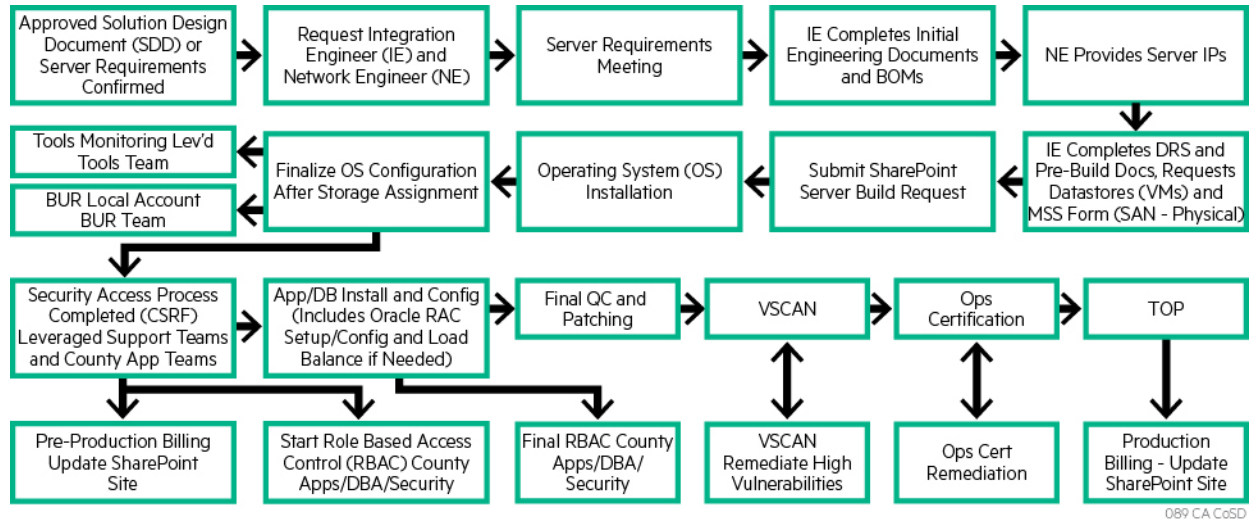 Approved Solution Design
Document (SDD) or
Server Requirements
Confirmed
Request Integration
Engineer (IE) and
Network Engineer (NE)
Server Requirements
Meeting
IE Completes Initial
Engineering Documents
and BOMs
NE Provides Server IPs
Tools Monitoring Lev'd
Tools Team
BUR Local Account
BUR Team
Finalize OS Configuration
After Storage Assignment
Operating System (OS)
Installation
Submit SharePoint
Server Build Request
IE Completes DRS and
Pre-Build Docs, Requests
Datastores (VMs) and
MSS Form (SAN - Physical)
Security Access Process
Completed (CSRF)
Leveraged Support Teams
and County App Teams
App/DB Install and Config
(Includes Oracle RAC
Setup/Config and Load
Balance if Needed)
Final QC and
Patching
VSCAN
Ops
Certification
TOP
Pre-Production Billing
Update SharePoint
Site
Start Role Based Access
Control (RBAC) County
Apps/DBA/Security
Final RBAC County
Apps/DBA/
Security
VSCAN
Remediate High
Vulnerabilities
Ops Cert
Remediation
Production
Billing - Update
SharePoint Site
089 CA CoSD